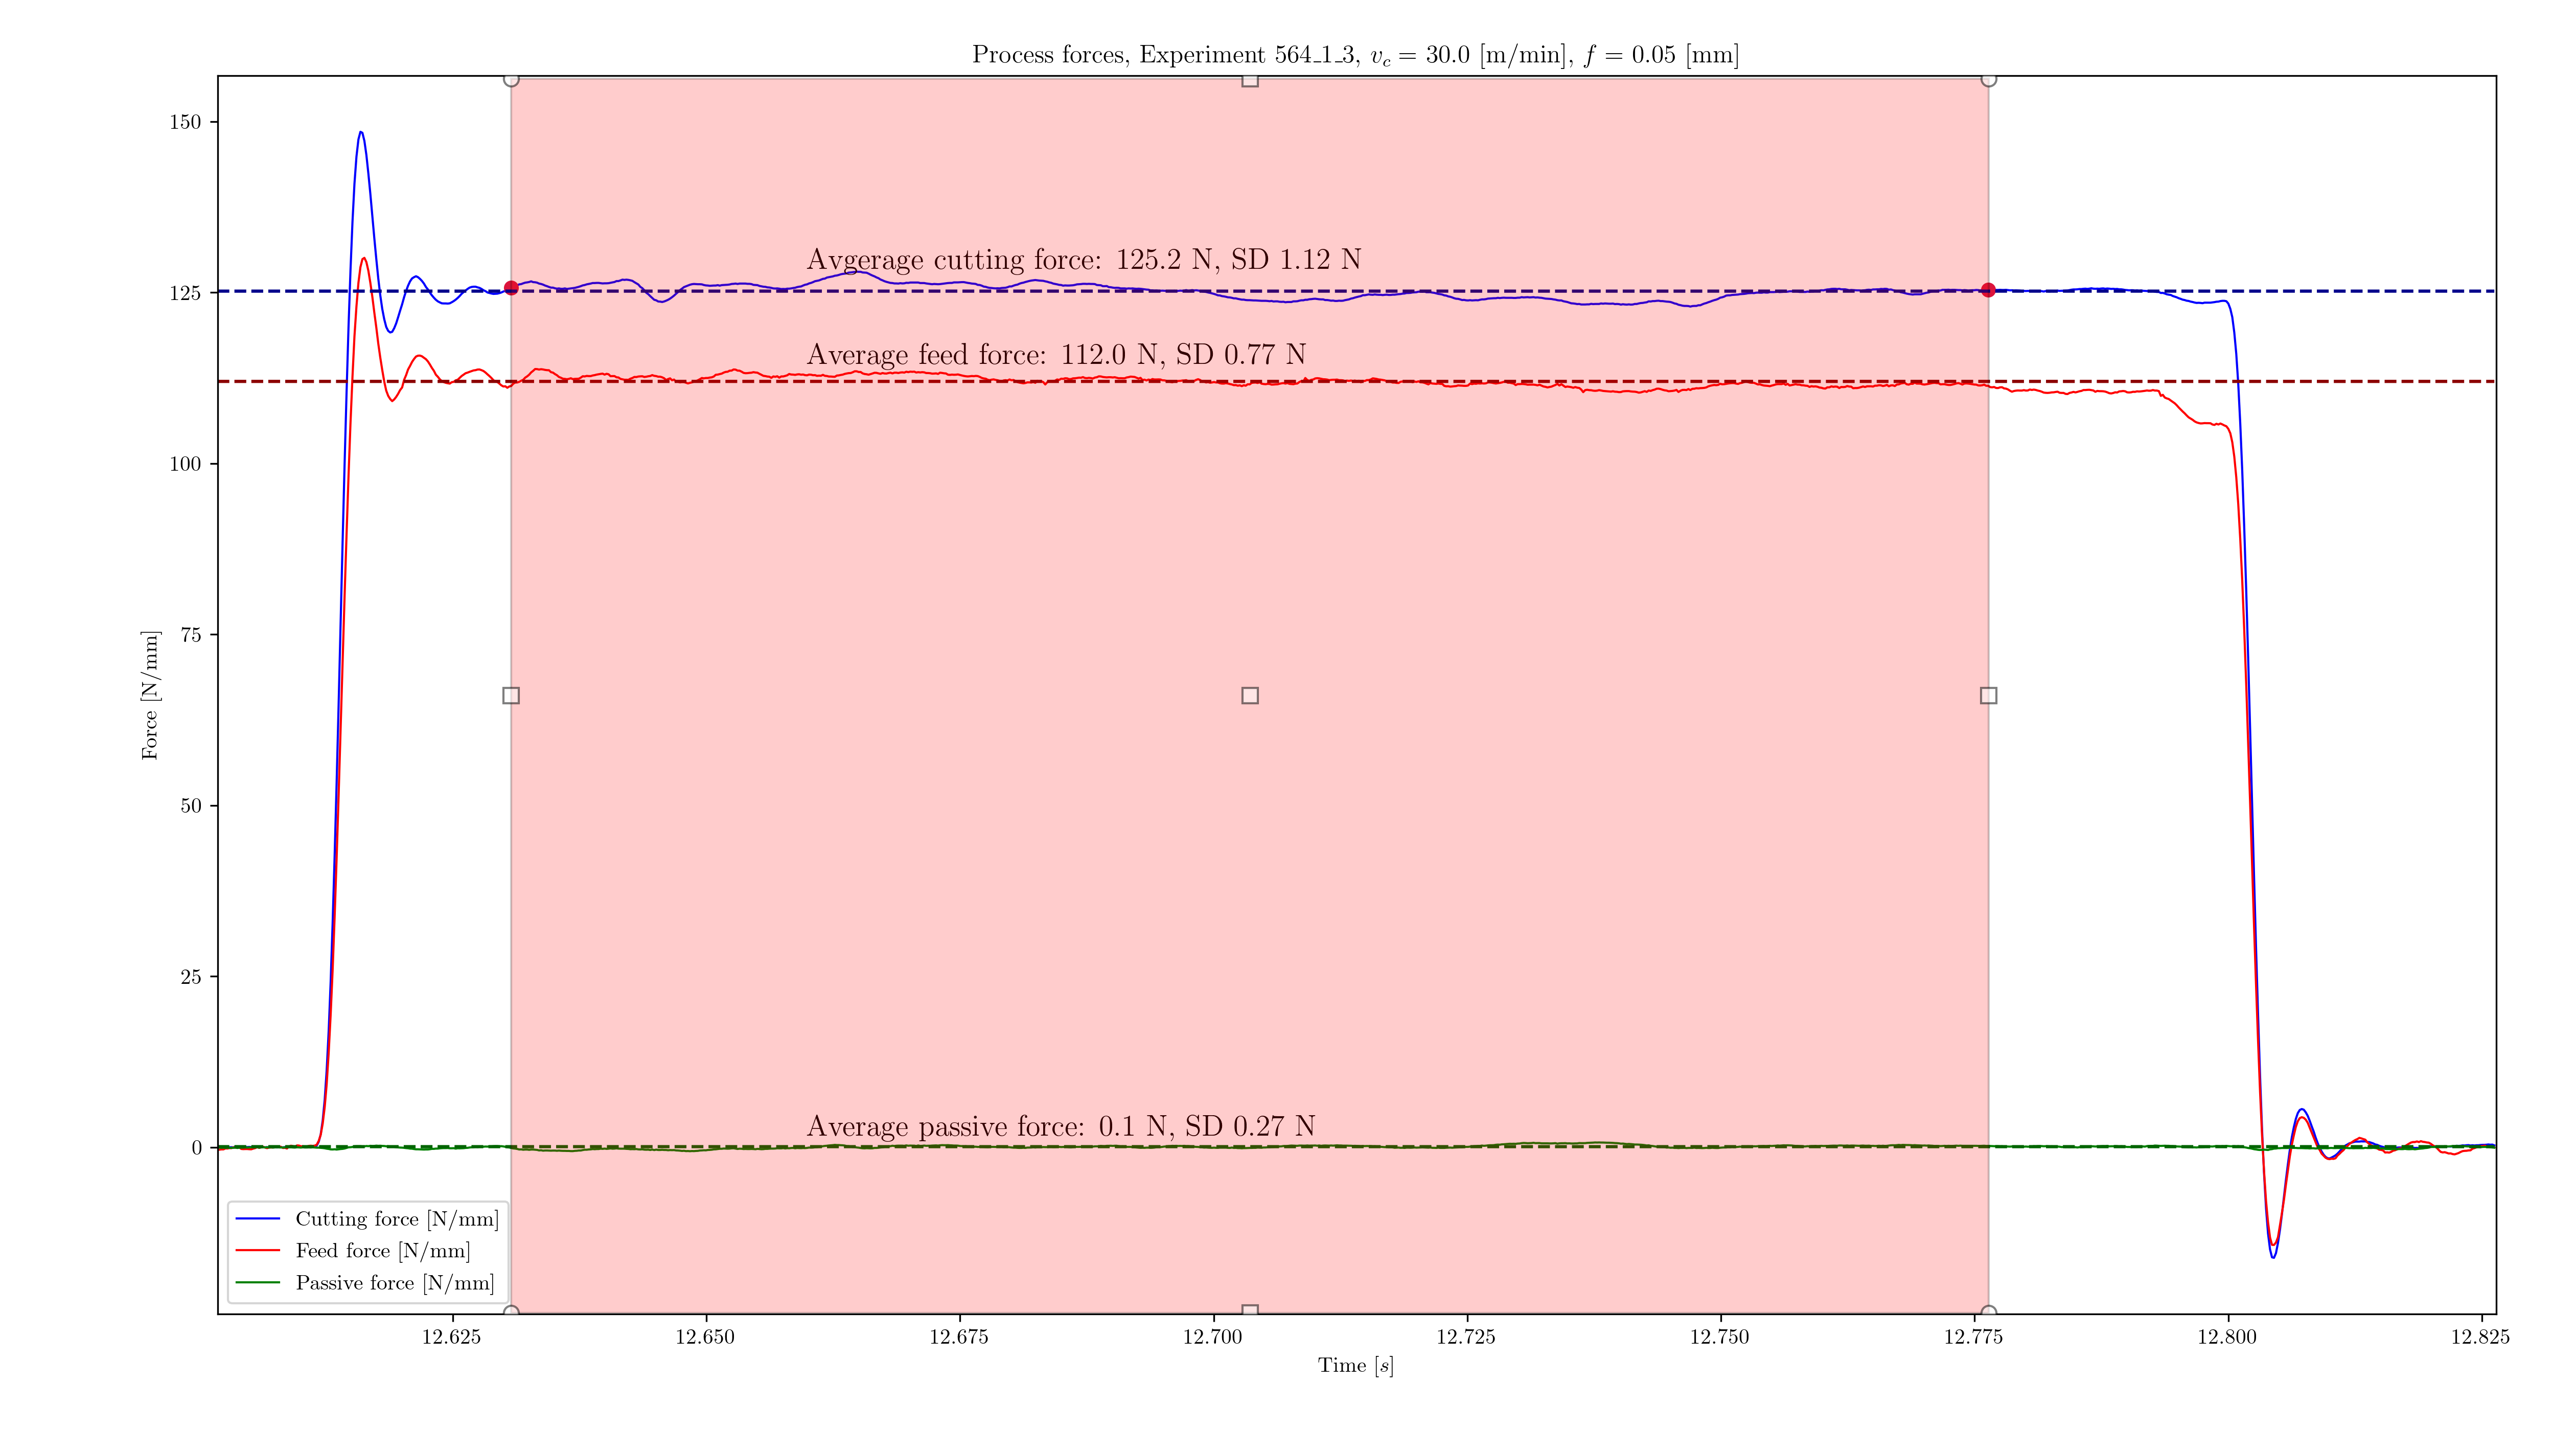 Process forces, Experiment 564_1_3, v_c = 30.0 [m/min], f = 0.05 [mm]
150
125
100
75
50
25
0
Force [N/mm]
Avgerage cutting force: 125.2 N, SD 1.12 N
Average feed force: 112.0 N, SD 0.77 N
Average passive force: 0.1 N, SD 0.27 N
Cutting force [N/mm]
Feed force [N/mm]
Passive force [N/mm]
12.625 12.650 12.675 12.700 12.725 12.750 12.775 12.800 12.825
Time [s]